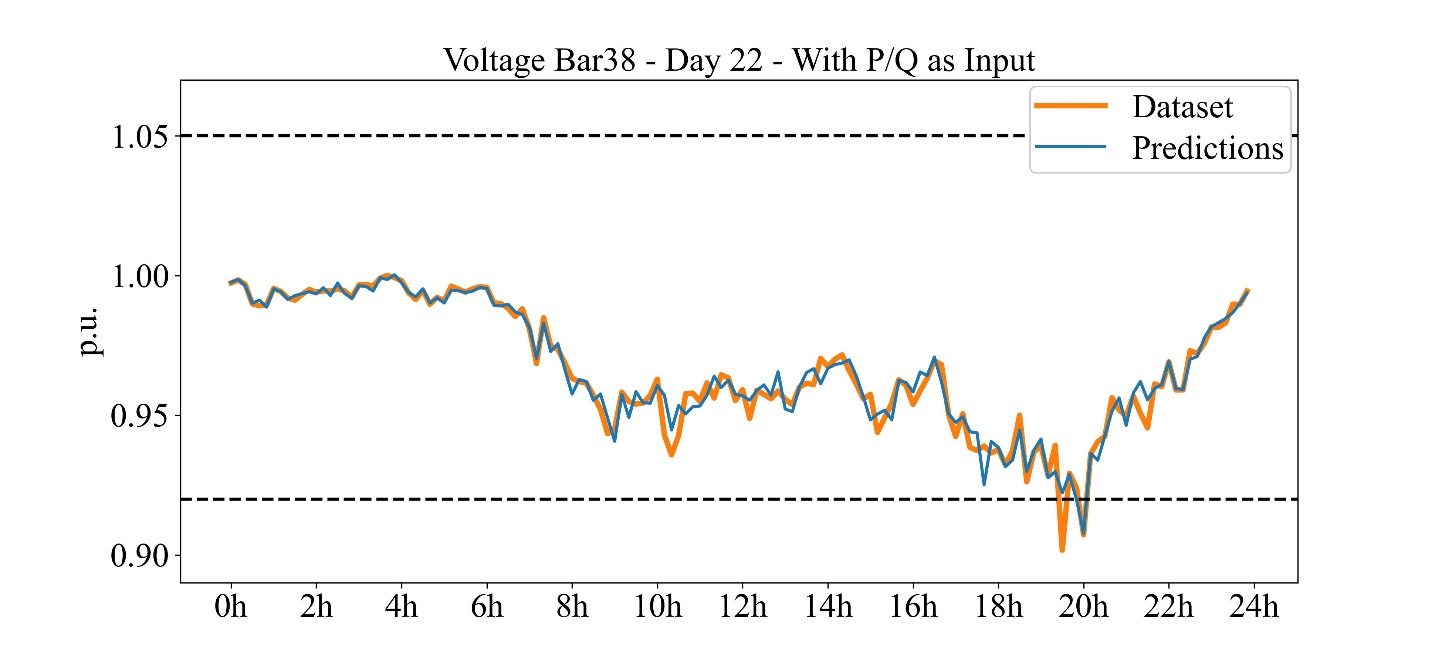 Voltage Bar38 - Day 22 - With P/Q as Input
Dataset
Predictions
1.05
1.00
0.95
0.90
p.u.
0h 2h 4h 6h 8h 10h 12h 14h 16h 18h 20h 22h 24h